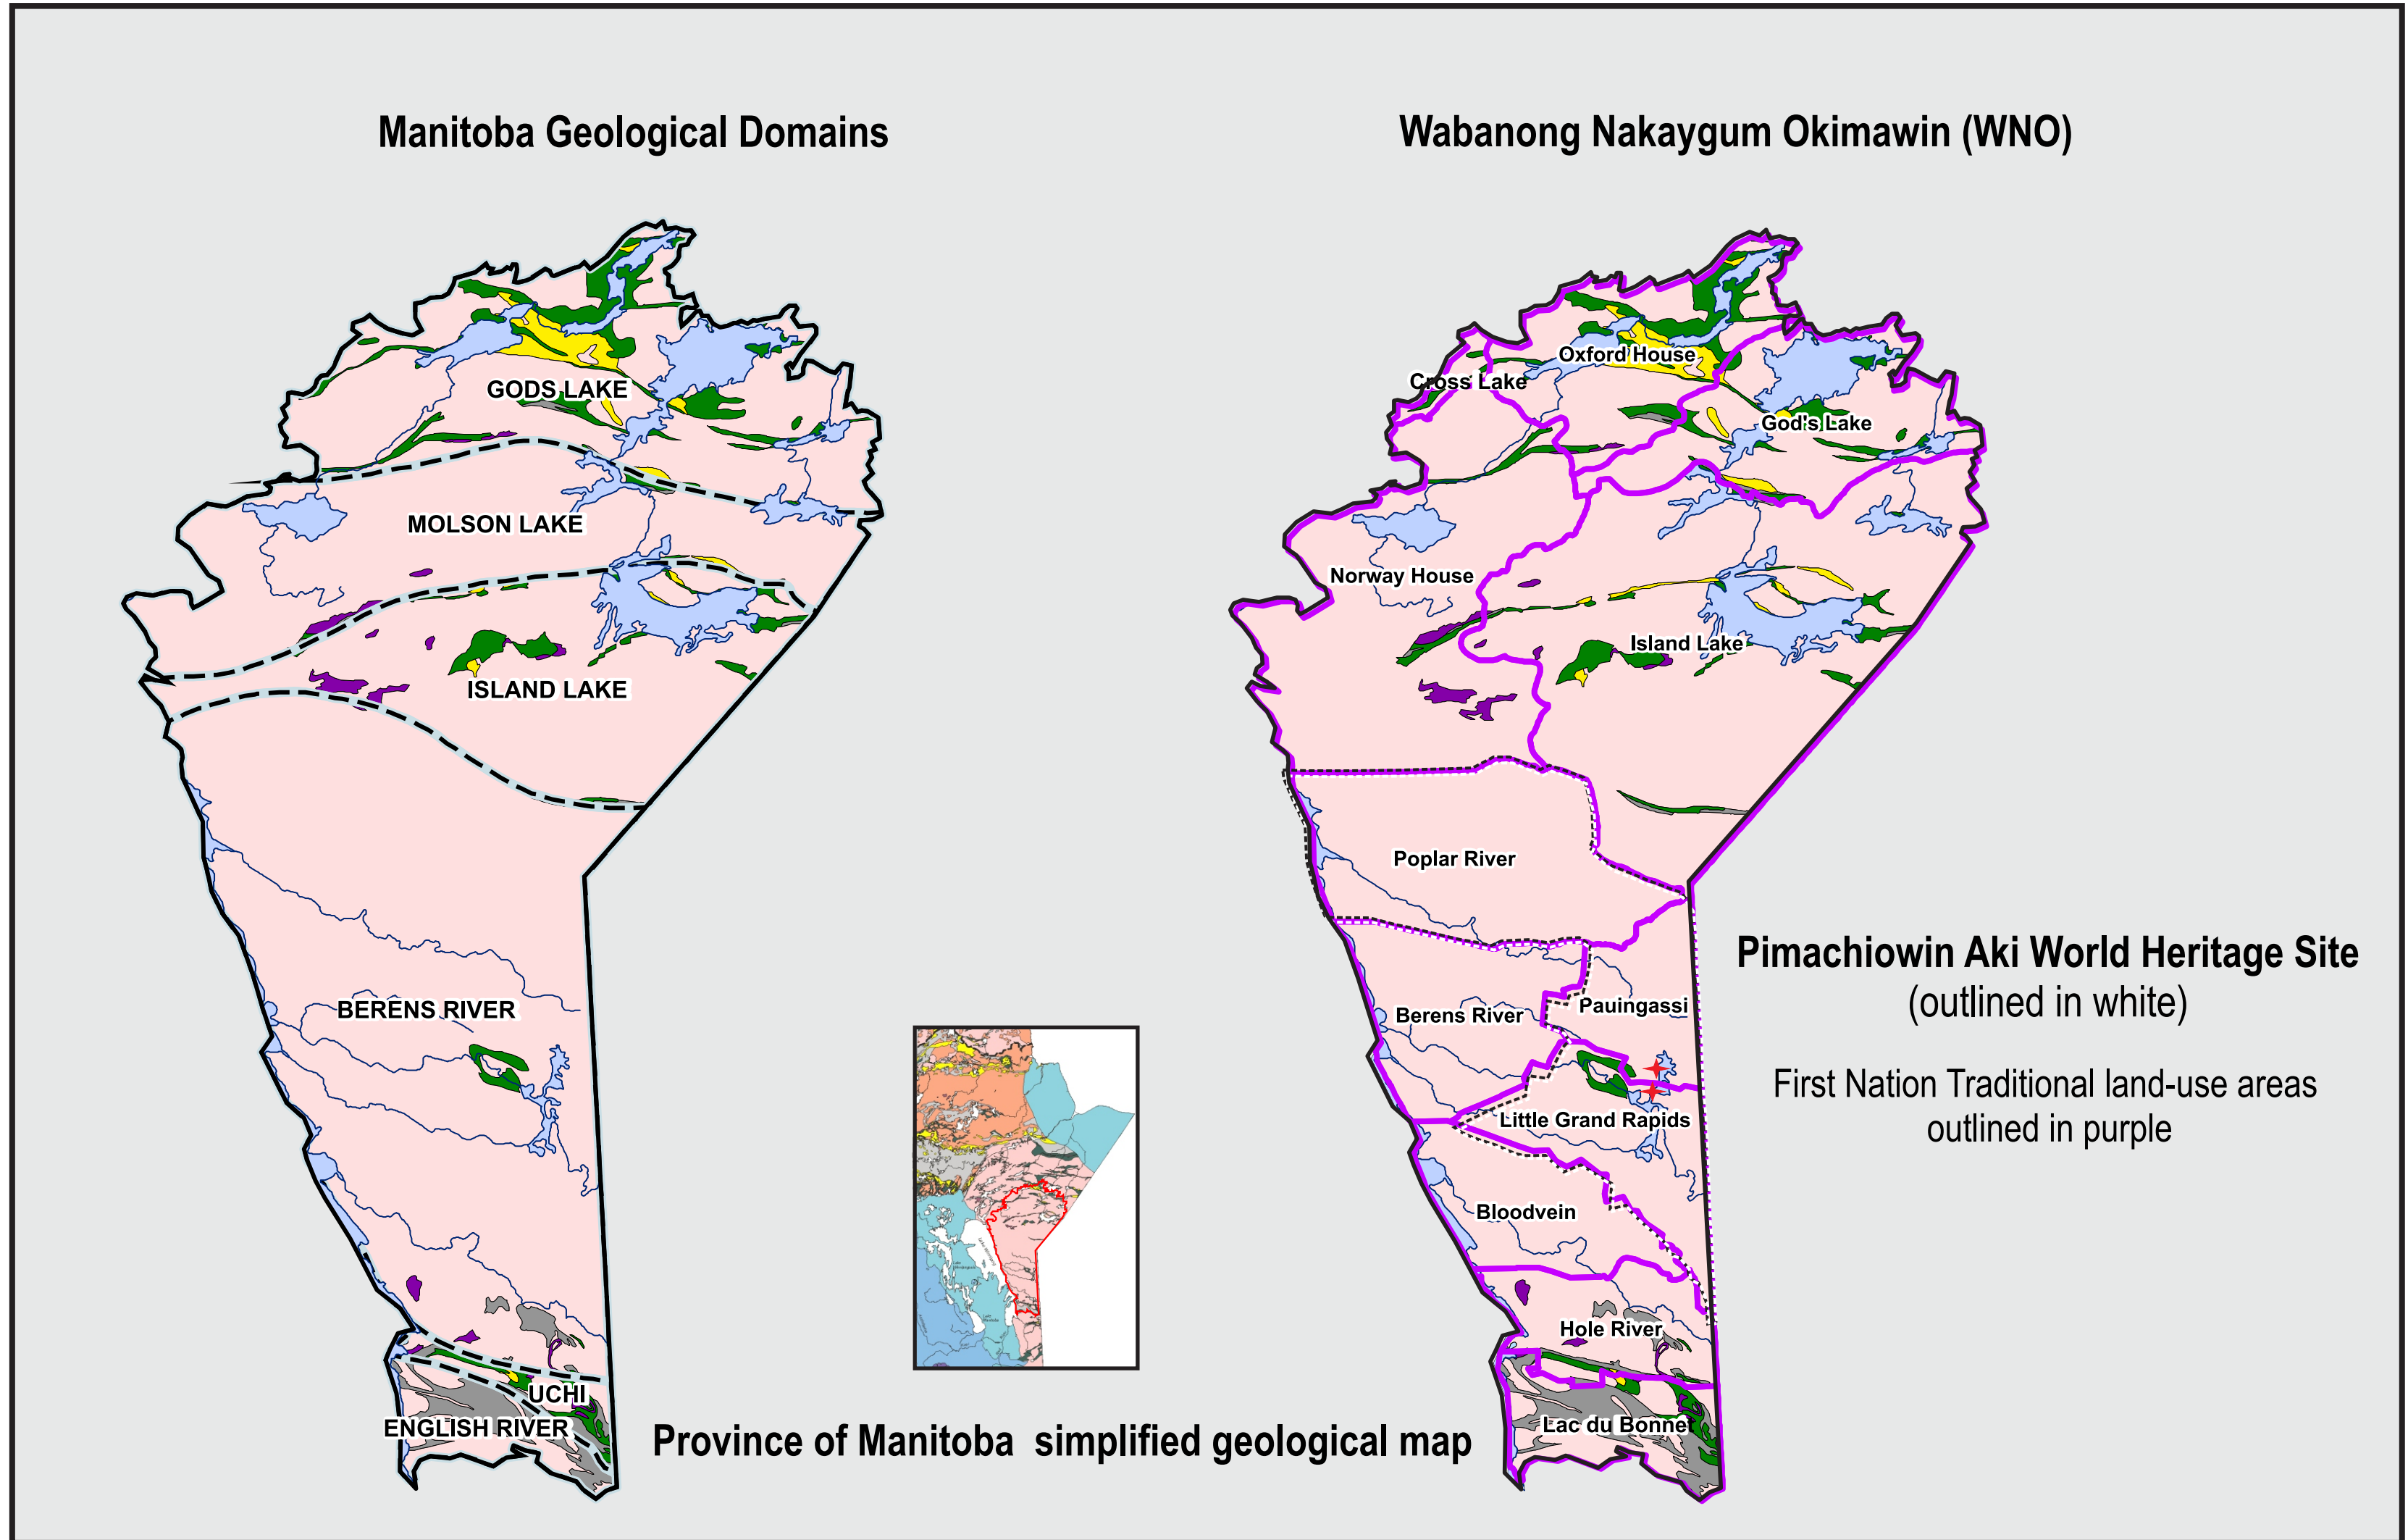 Manitoba Geological Domains
GODS LAKE
MOLSON LAKE
ISLAND LAKE
BERENS RIVER
UCHI
ENGLISH RIVER
Province of Manitoba  simplified geological map
Wabanong Nakaygum Okimawin (WNO)
Oxford House
Cross Lake
God's Lake
Norway House
Island Lake
Poplar River
Berens River
Pauingassi
Little Grand Rapids
Bloodvein
Hole River
Lac du Bonnet
Pimachiowin Aki World Heritage Site
(outlined in white)
First Nation Traditional land-use areas
outlined in purple